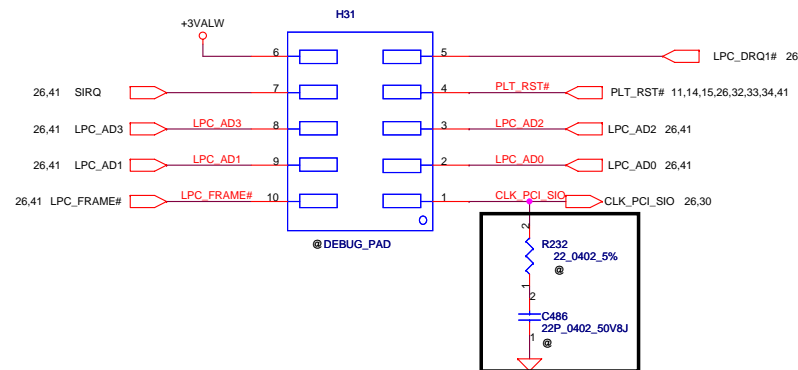 H31
+3VALW
6
5
LPC_DRQ1# 26
26,41 SIRQ
7
4
PLT_RST#
PLT_RST# 11,14,15,26,32,33,34,41
26,41 LPC_AD3
LPC_AD3
8
3
LPC_AD2
LPC_AD2 26,41
26,41 LPC_AD1
LPC_AD1
9
2
LPC_AD0
LPC_AD0 26,41
26,41 LPC_FRAME#
LPC_FRAME#
10
1
CLK_PCI_SIO
CLK_PCI_SIO 26,30
@DEBUG_PAD
2
R232
22_0402_5%
@
1
2
C486
22P_0402_50V8J
1
@